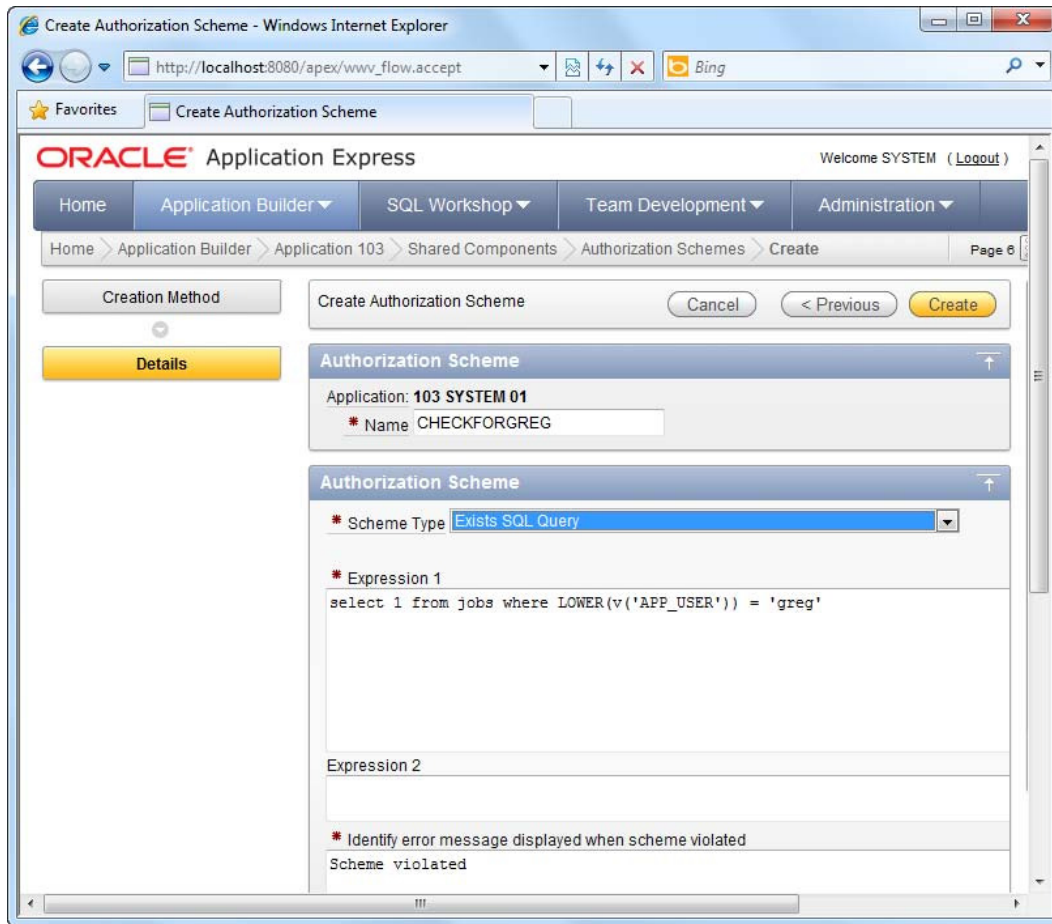 Create Authorization Scheme - Windows Internet Explorer
http://localhost:8080/apex/wwv_flow.accept
Bing
Favorites
Create Authorization Scheme
ORACLE Application Express
Welcome SYSTEM ( Logout )
Home Application Builder SQL Workshop Team Development Administration
Home Application Builder Application 103 Shared Components Authorization Schemes Create Page 6
Creation Method
Details
Create Authorization Scheme Cancel < Previous Create
Authorization Scheme
Application: 103 SYSTEM 01
* Name CHECKFORGREG
Authorization Scheme
* Scheme Type Exists SQL Query
* Expression 1
select 1 from jobs where LOWER(v('APP_USER')) = 'greg'
Expression 2
* Identify error message displayed when scheme violated
Scheme violated